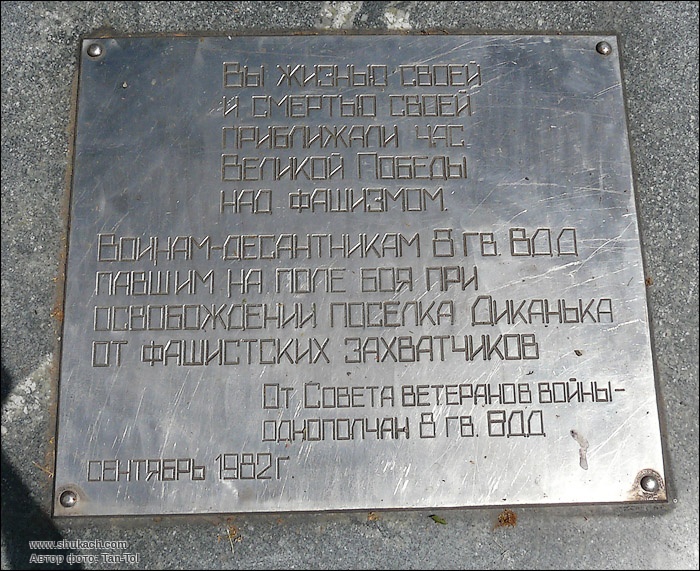 Вы жизнью своей
и смертью своей
приближали час
Великой Победы
над фашизмом.
Воинам-десантникам 8 гв. ВДД
павшим на поле боя при
освобождении поселка Диканька
от фашистских захватчиков
От Совета ветеранов войны-
однополчан 8 гв. ВДД
сентябрь 1982 г.
www.shukach.com
Автор фото: Tan-Tol